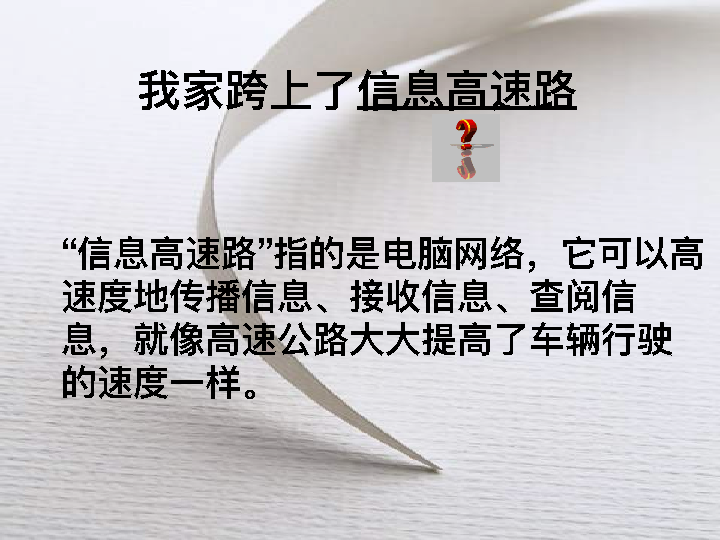 我家跨上了信息高速路
“信息高速路”指的是电脑网络，它可以高
速度地传播信息、接收信息、查阅信
息，就像高速公路大大提高了车辆行驶
的速度一样。